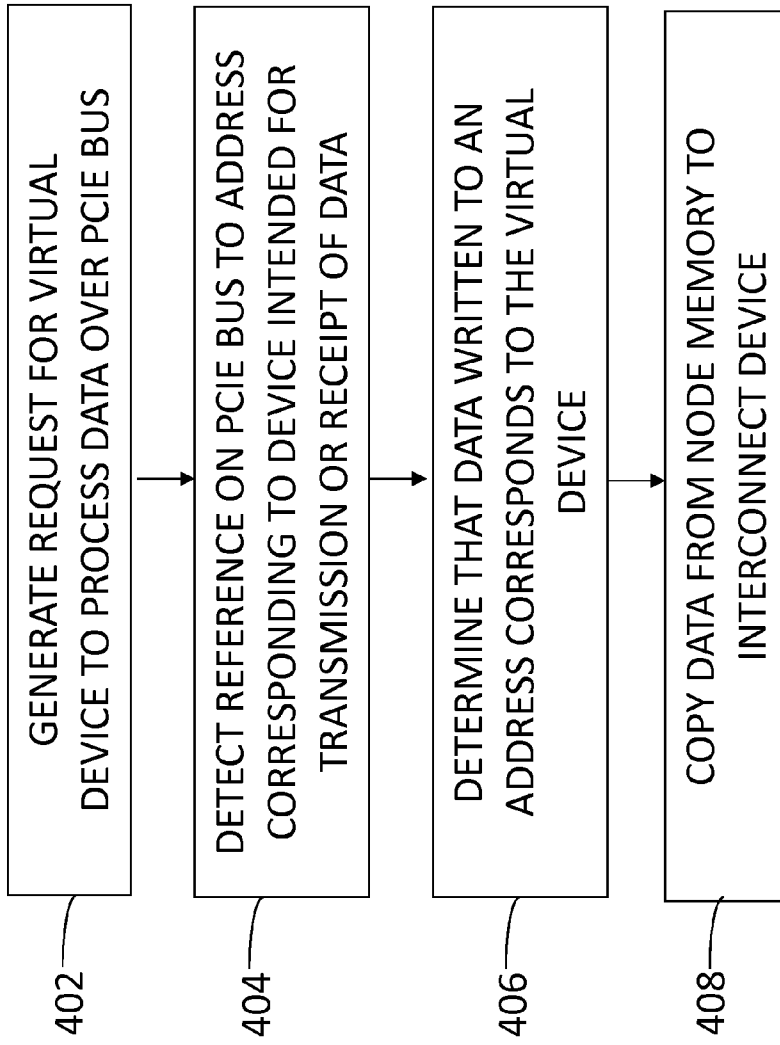 402
GENERATE REQUEST FOR VIRTUAL
DEVICE TO PROCESS DATA OVER PCIE BUS
404
DETECT REFERENCE ON PCIE BUS TO ADDRESS
CORRESPONDING TO DEVICE INTENDED FOR
TRANSMISSION OR RECEIPT OF DATA
406
DETERMINE THAT DATA WRITTEN TO AN
ADDRESS CORRESPONDS TO THE VIRTUAL
DEVICE
408
COPY DATA FROM NODE MEMORY TO
INTERCONNECT DEVICE